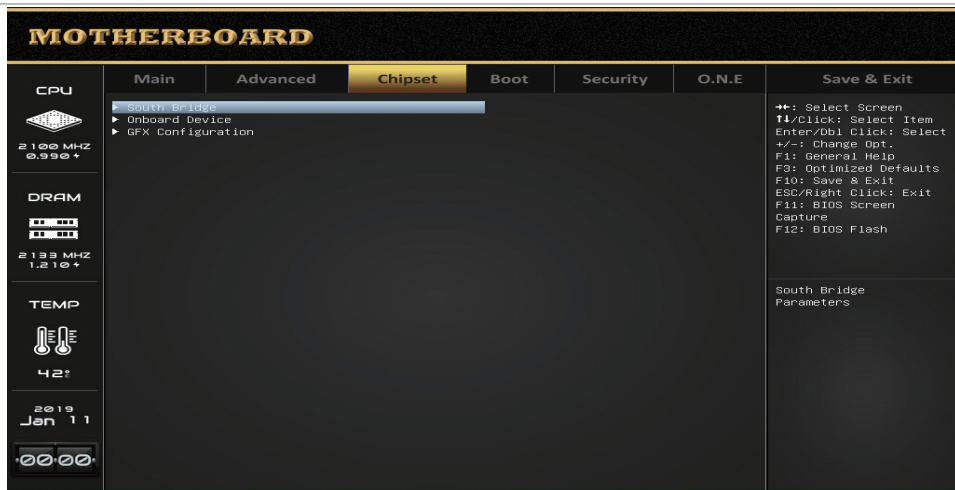 MOTHERBOARD
Main Advanced Chipset Boot Security O.N.E Save & Exit
CPU
2100 MHZ
0.990
DRAM
2133 MHZ
1.210
TEMP
42°
2019
Jan 11
00:00
South Bridge
Onboard Device
GFX Configuration
→←: Select Screen
↑↓/Click: Select Item
Enter/Dbl Click: Select
+/-: Change Opt.
F1: General Help
F3: Optimized Defaults
F10: Save & Exit
ESC/Right Click: Exit
F11: BIOS Screen
Capture
F12: BIOS Flash
South Bridge
Parameters